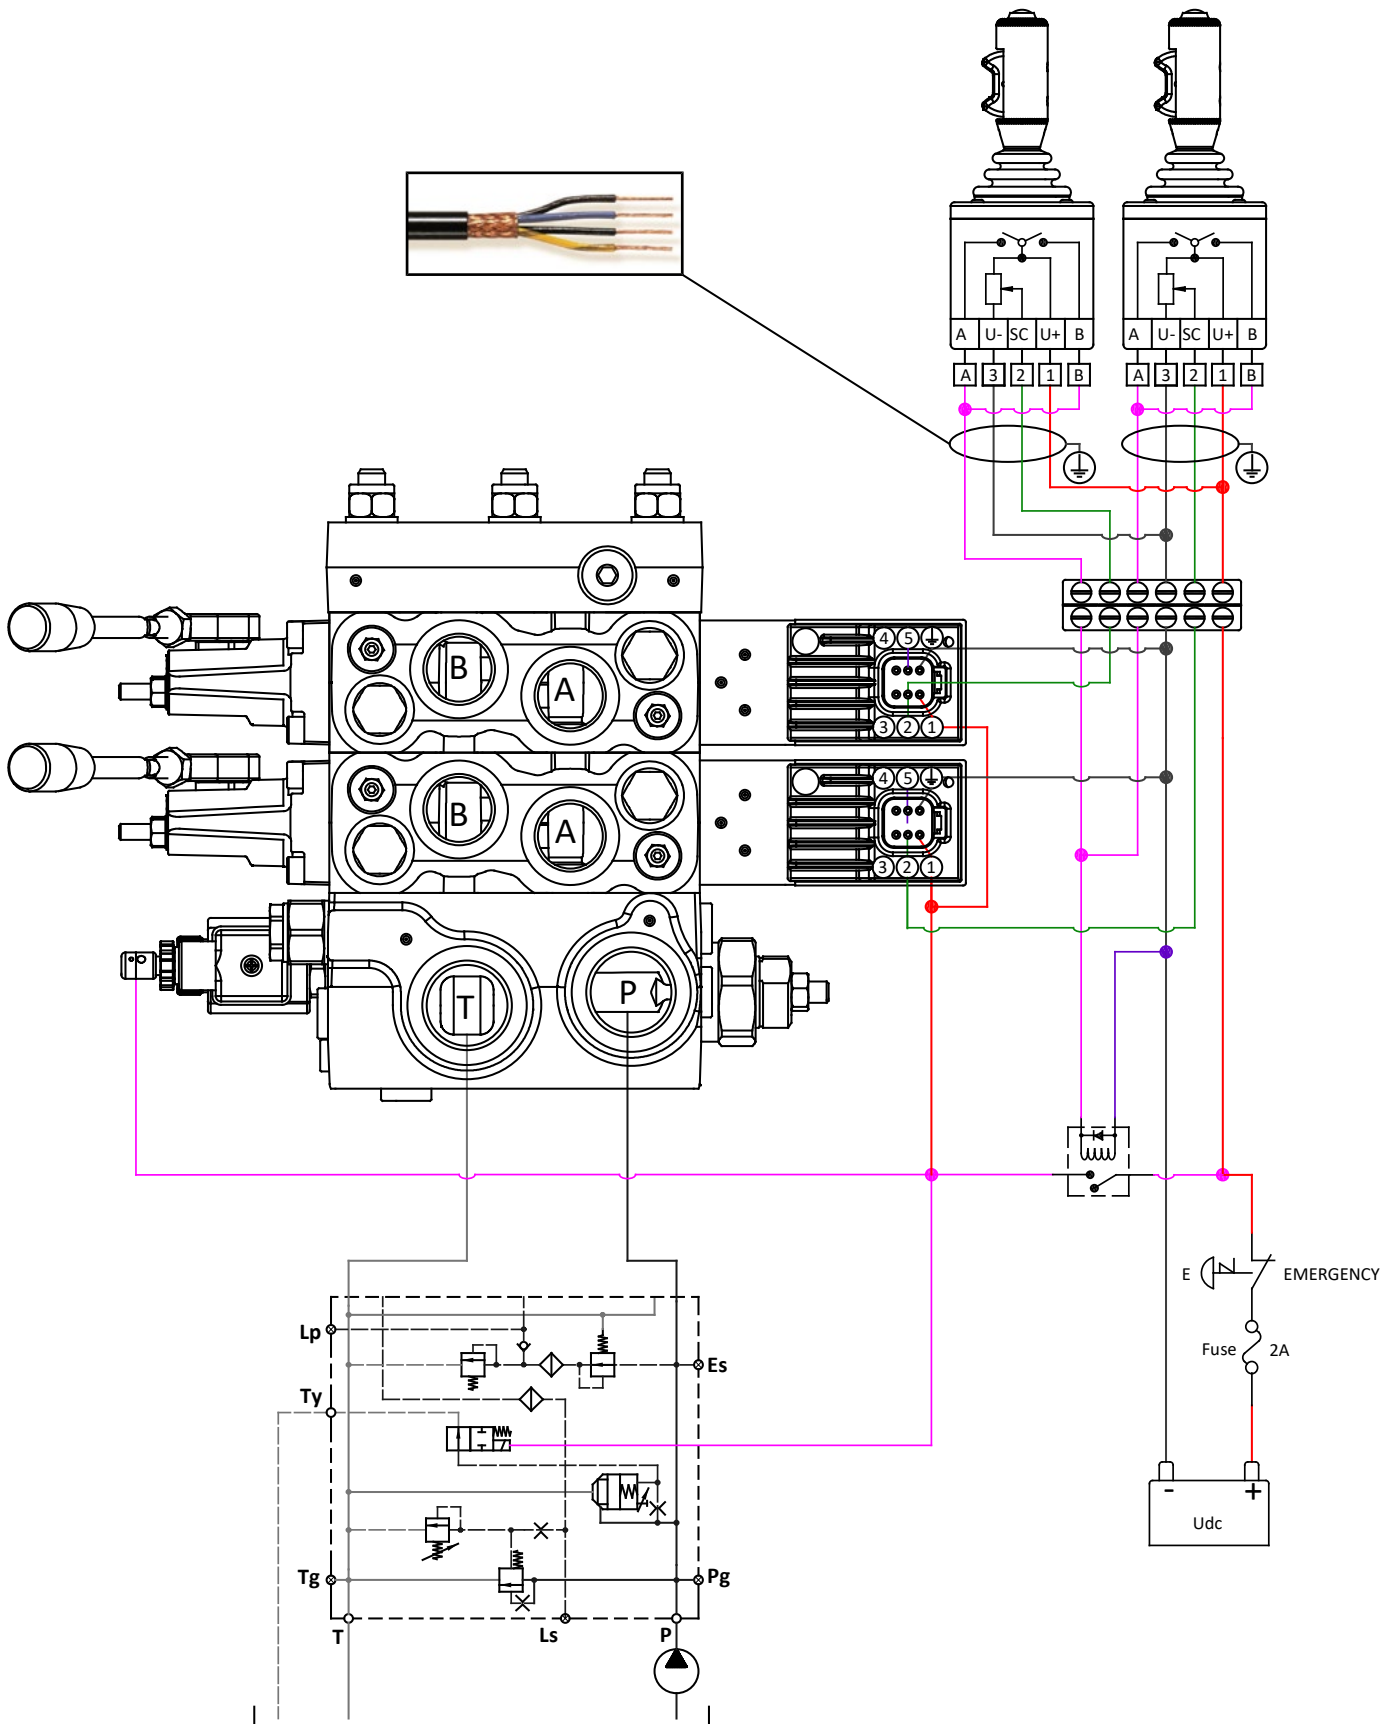 A U- SC U+ B
A U- SC U+ B
A 3 2 1 B
A 3 2 1 B
4 5
B
A
3 2 1
4 5
B
A
3 2 1
T
P
E
EMERGENCY
Fuse
2A
Lp
Es
Ty
- +
Udc
Tg
Pg
T
Ls
P